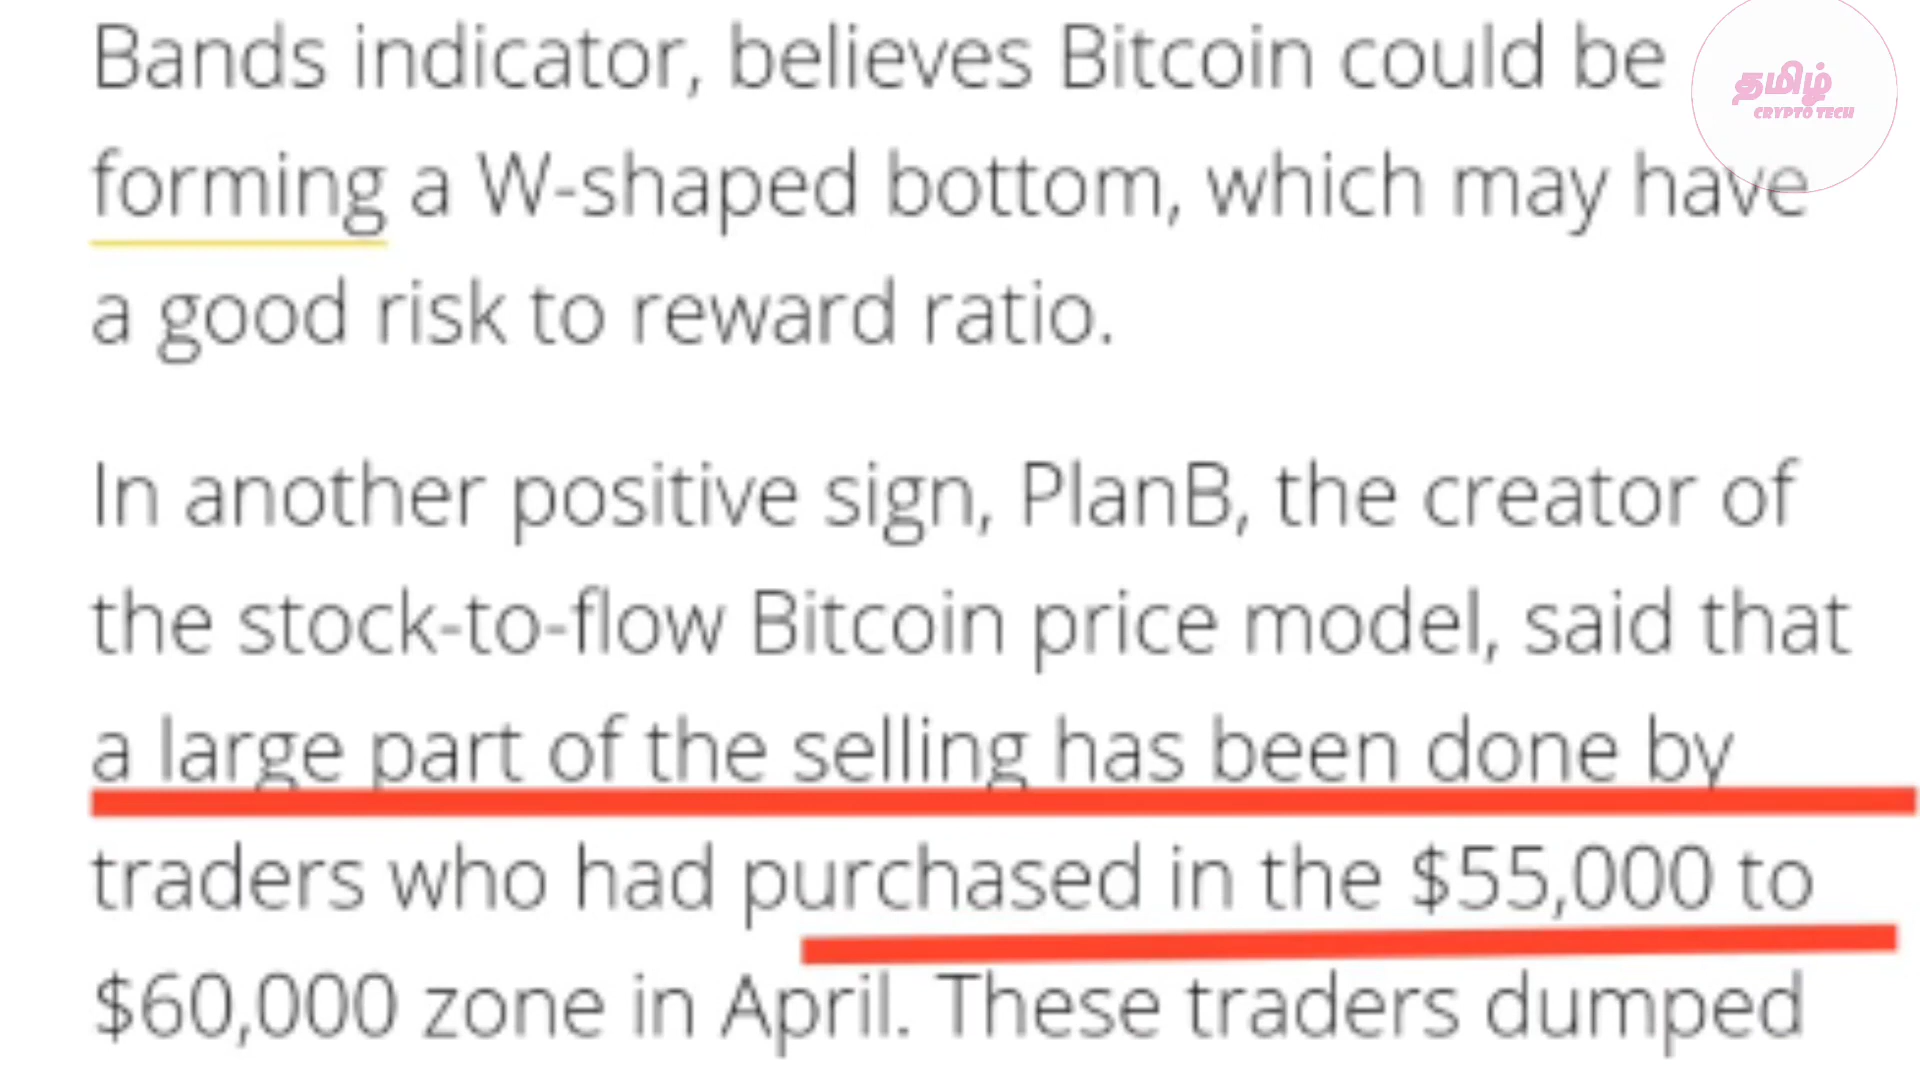 Bands indicator, believes Bitcoin could be
தமிழ்
CRYPTO TECH
forming a W-shaped bottom, which may have
a good risk to reward ratio.
In another positive sign, PlanB, the creator of
the stock-to-flow Bitcoin price model, said that
a large part of the selling has been done by
traders who had purchased in the $55,000 to
$60,000 zone in April. These traders dumped